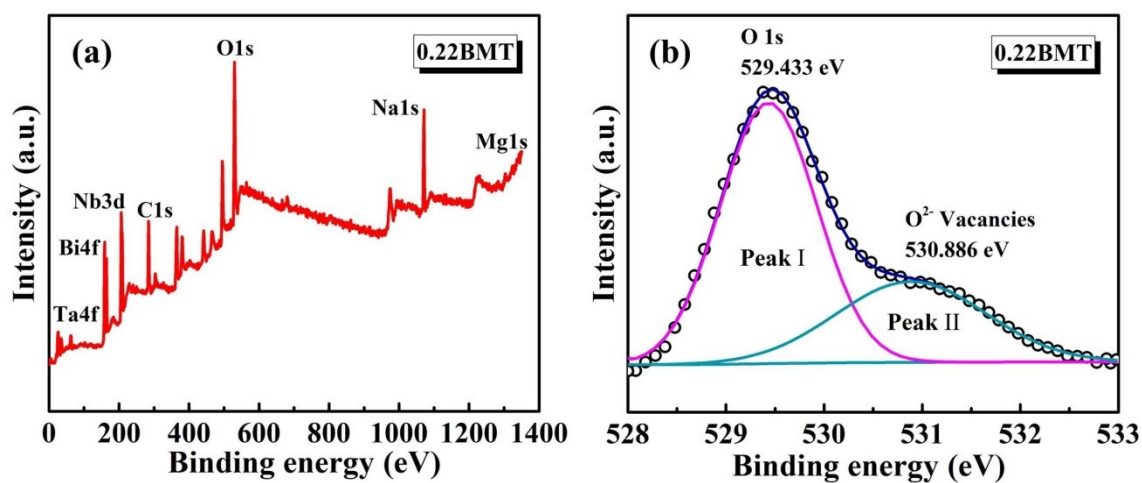 (a)
0.22BMT
O1s
Na1s
Mg1s
Nb3d
C1s
Bi4f
Ta4f
Intensity (a.u.)
0 200 400 600 800 1000 1200 1400
Binding energy (eV)
(b)
O 1s
529.433 eV
0.22BMT
O²⁻ Vacancies
530.886 eV
Peak I
Peak II
Intensity (a.u.)
528 529 530 531 532 533
Binding energy (eV)